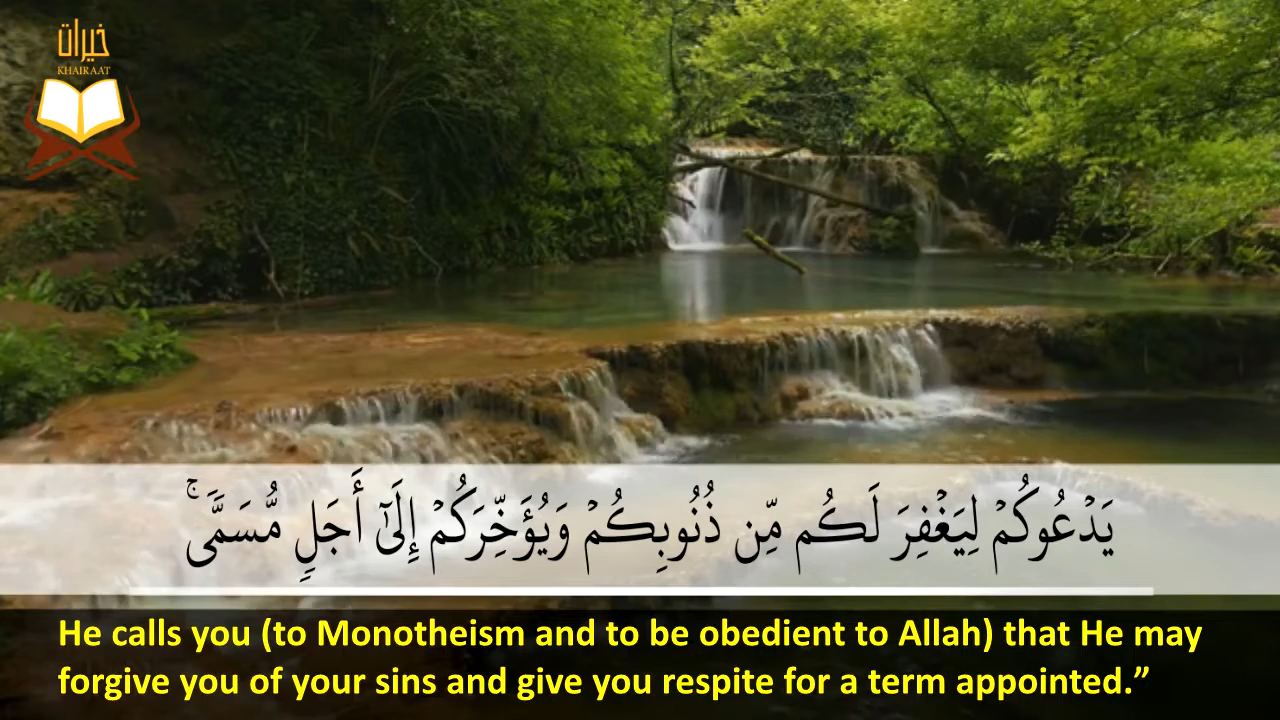 خيرات
KHAIRAAT
يَدْعُوكُمْ لِيَغْفِرَ لَكُم مِّن ذُنُوبِكُمْ وَيُؤَخِّرَكُمْ إِلَىٰٓ أَجَلٍ مُّسَمًّىۚ
He calls you (to Monotheism and to be obedient to Allah) that He may
forgive you of your sins and give you respite for a term appointed.”